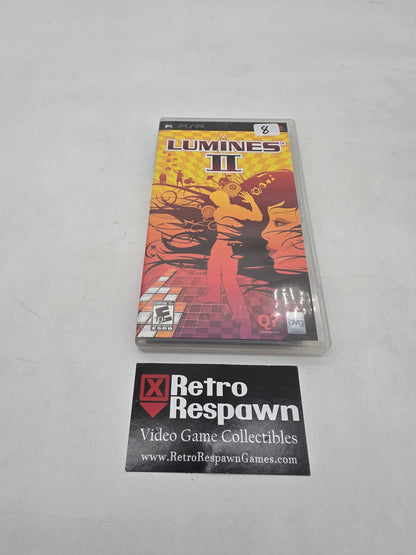 PSP
8
LUMINES
II
E
ESRB
Q?
Retro
Respawn
Video Game Collectibles
www.RetroRespawnGames.com